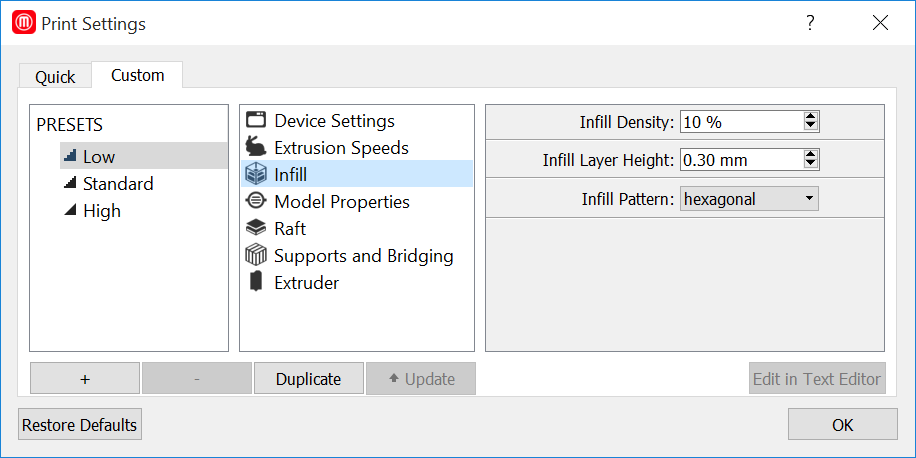 Print Settings
?
Quick
Custom
PRESETS
Low
Standard
High
Device Settings
Extrusion Speeds
Infill
Model Properties
Raft
Supports and Bridging
Extruder
Infill Density: 10 %
Infill Layer Height: 0.30 mm
Infill Pattern: hexagonal
+
-
Duplicate
Update
Edit in Text Editor
Restore Defaults
OK